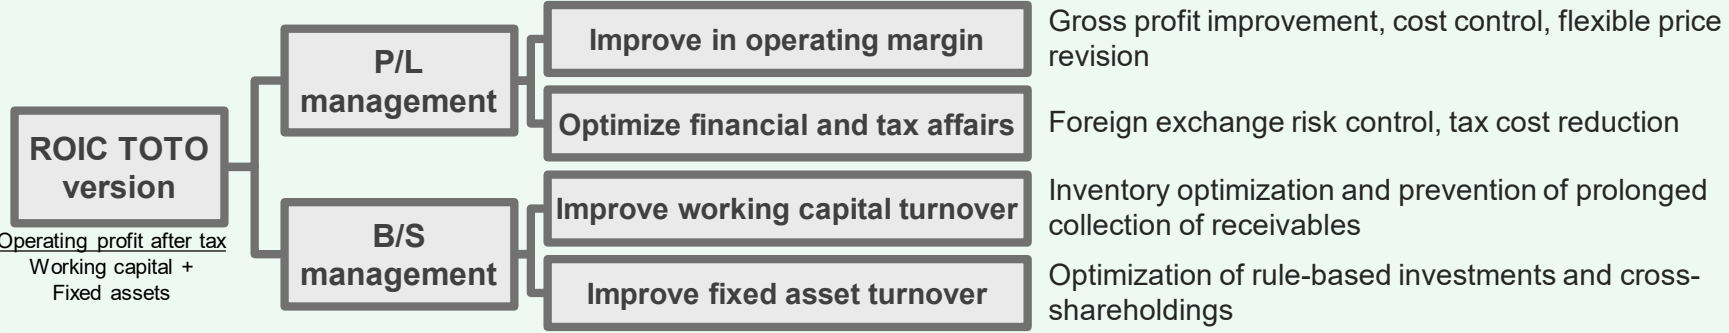 ROIC TOTO
version
Operating profit after tax
Working capital +
Fixed assets
P/L
management
Improve in operating margin
Gross profit improvement, cost control, flexible price
revision
Optimize financial and tax affairs
Foreign exchange risk control, tax cost reduction
B/S
management
Improve working capital turnover
Inventory optimization and prevention of prolonged
collection of receivables
Improve fixed asset turnover
Optimization of rule-based investments and cross-
shareholdings